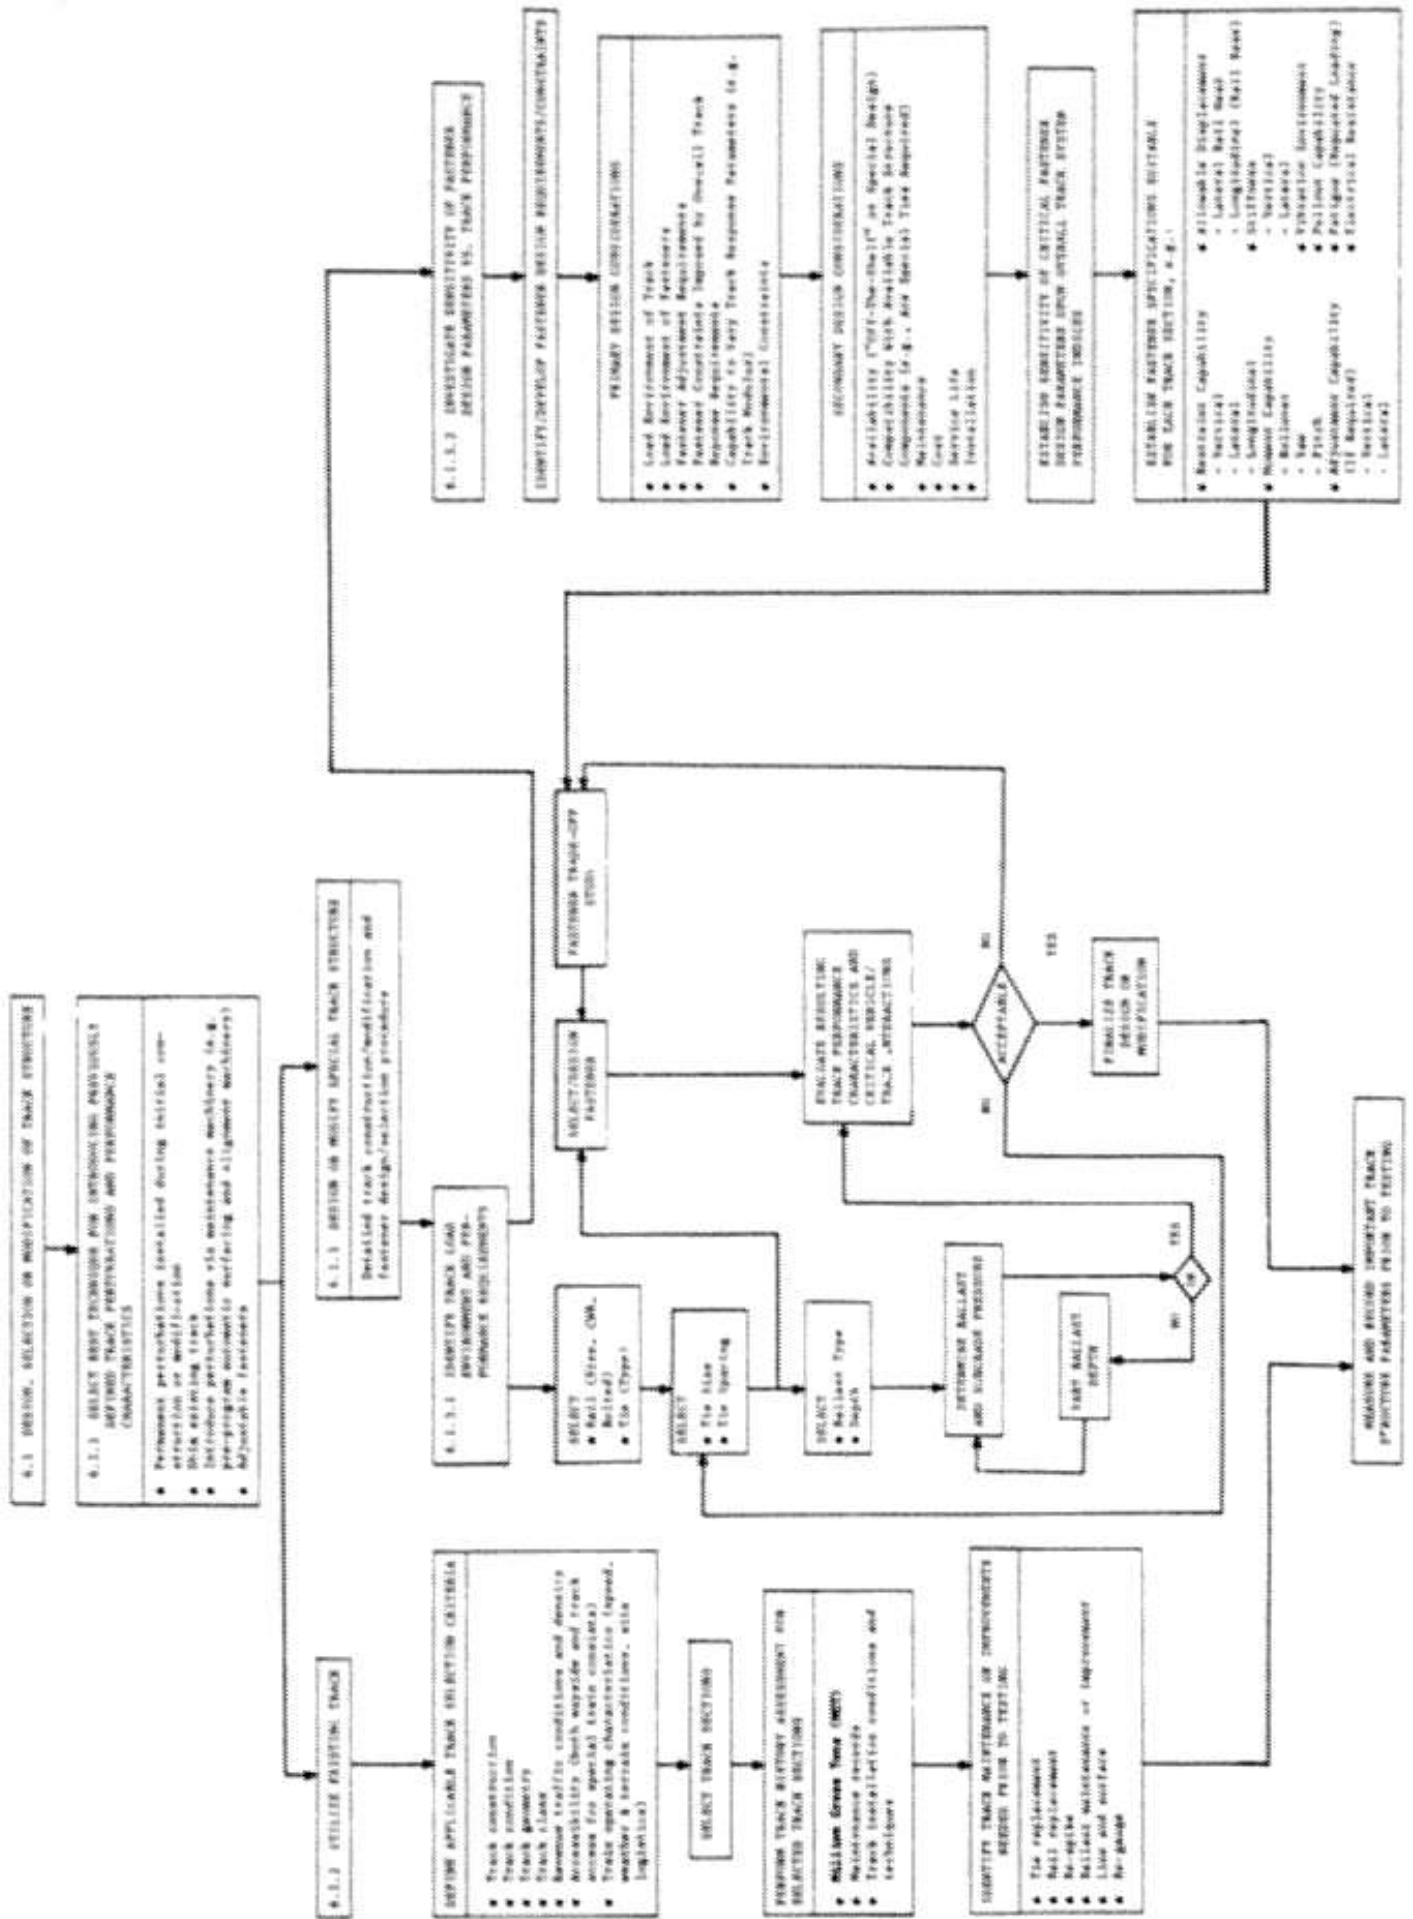 6.1 DESIGN, SELECTION OR MODIFICATION OF TRACK STRUCTURE
6.1.1 SELECT BEST TECHNIQUE FOR INTRODUCING PREVIOUSLY
DEFINED TRACK PERTURBATIONS AND PERFORMANCE
CHARACTERISTICS
● Permanent perturbations installed during initial con-
struction or modification
● Shim existing track
● Introduce perturbations via maintenance machinery (e.g.
pre-program automatic surfacing and alignment machinery)
● Adjustable fasteners
6.1.2 UTILIZE EXISTING TRACK
DEFINE APPLICABLE TRACK SELECTION CRITERIA
● Track construction
● Track condition
● Track geometry
● Track class
● Revenue traffic conditions and density
● Accessibility (both wayside and track
access for special train consists)
● Train operating characteristics (speed,
weather & terrain conditions, site
logistics)
SELECT TRACK SECTIONS
PERFORM TRACK HISTORY ASSESSMENT FOR
SELECTED TRACK SECTIONS
● Million Gross Tons (MGT)
● Maintenance records
● Track installation conditions and
techniques
IDENTIFY TRACK MAINTENANCE OR IMPROVEMENTS
NEEDED PRIOR TO TESTING
● Tie replacement
● Rail replacement
● Re-spike
● Ballast maintenance or improvement
● Line and surface
● Re-gauge
6.1.3 DESIGN OR MODIFY SPECIAL TRACK STRUCTURE
Detailed track construction/modification and
fastener design/selection procedure
6.1.3.1 IDENTIFY TRACK LOAD
ENVIRONMENT AND PER-
FORMANCE REQUIREMENTS
SELECT
● Rail (Size, CWR,
Bolted)
● Tie (Type)
SELECT
● Tie Size
● Tie Spacing
SELECT
● Ballast Type
● Depth
DETERMINE BALLAST
AND SUBGRADE PRESSURE
VARY BALLAST
DEPTH
OK
NO
YES
SELECT/DESIGN
FASTENER
FASTENER TRADE-OFF
STUDY
EVALUATE RESULTING
TRACK PERFORMANCE
CHARACTERISTICS AND
CRITICAL VEHICLE/
TRACK INTERACTIONS
ACCEPTABLE
NO
NO
YES
FINALIZE TRACK
DESIGN OR
MODIFICATION
MEASURE AND RECORD IMPORTANT TRACK
STRUCTURE PARAMETERS PRIOR TO TESTING
6.1.3.2 INVESTIGATE SENSITIVITY OF FASTENER
DESIGN PARAMETERS VS. TRACK PERFORMANCE
IDENTIFY/DEVELOP FASTENER DESIGN REQUIREMENTS/CONSTRAINTS
PRIMARY DESIGN CONSIDERATIONS
● Load Environment of Track
● Load Environment of Fasteners
● Fastener Adjustment Requirements
● Fastener Constraints Imposed by Overall Track
Response Requirements
● Capability to Vary Track Response Parameters (e.g.
Track Modulus)
● Environmental Constraints
SECONDARY DESIGN CONSIDERATIONS
● Availability ("Off-The-Shelf" or Special Design)
● Compatibility With Available Track Structure
Components (e.g., Are Special Ties Required)
● Maintenance
● Cost
● Service Life
● Installation
ESTABLISH SENSITIVITY OF CRITICAL FASTENER
DESIGN PARAMETERS UPON OVERALL TRACK SYSTEM
PERFORMANCE INDICES
ESTABLISH FASTENER SPECIFICATIONS SUITABLE
FOR EACH TRACK SECTION, e.g.:
● Restraint Capability
- Vertical
- Lateral
- Longitudinal
● Moment Capability
- Rollover
- Yaw
- Pitch
● Adjustment Capability
(If Required)
- Vertical
- Lateral
● Allowable Displacement
- Lateral Rail Head
- Longitudinal (Rail Base)
● Stiffness
- Vertical
- Lateral
● Vibration Environment
● Pullout Capability
● Fatigue (Repeated Loading)
● Electrical Resistance